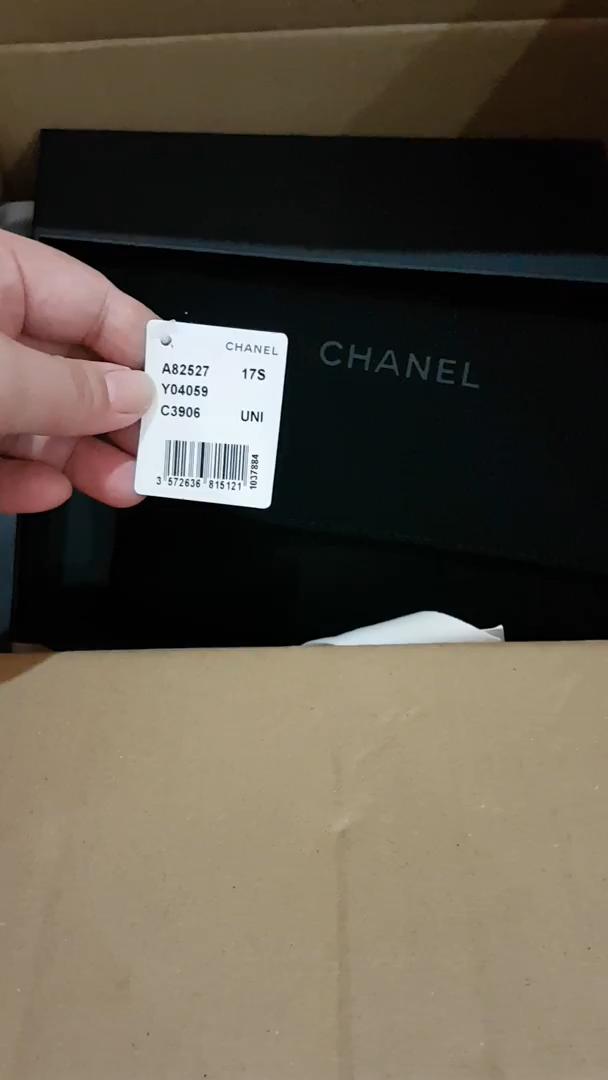 CHANEL
A82527 17S
Y04059
C3906 UNI
3 572636 815121
1037884
CHANEL